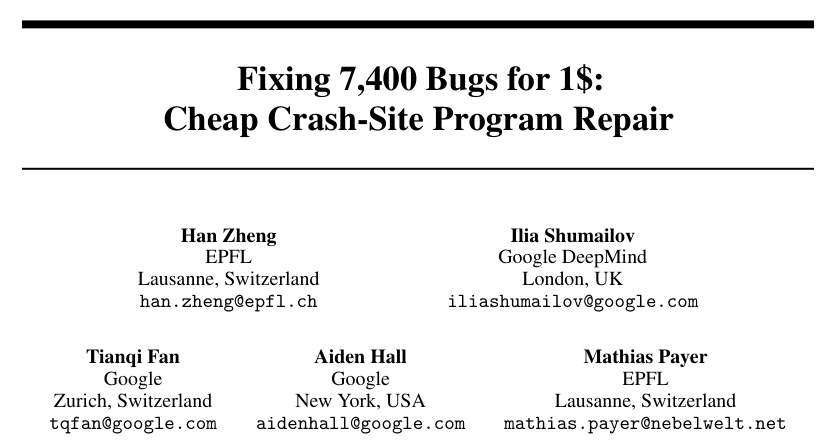 Fixing 7,400 Bugs for 1$:
Cheap Crash-Site Program Repair
Han Zheng
EPFL
Lausanne, Switzerland
han.zheng@epfl.ch
Ilia Shumailov
Google DeepMind
London, UK
iliashumailov@google.com
Tianqi Fan
Google
Zurich, Switzerland
tqfan@google.com
Aiden Hall
Google
New York, USA
aidenhall@google.com
Mathias Payer
EPFL
Lausanne, Switzerland
mathias.payer@nebelwelt.net